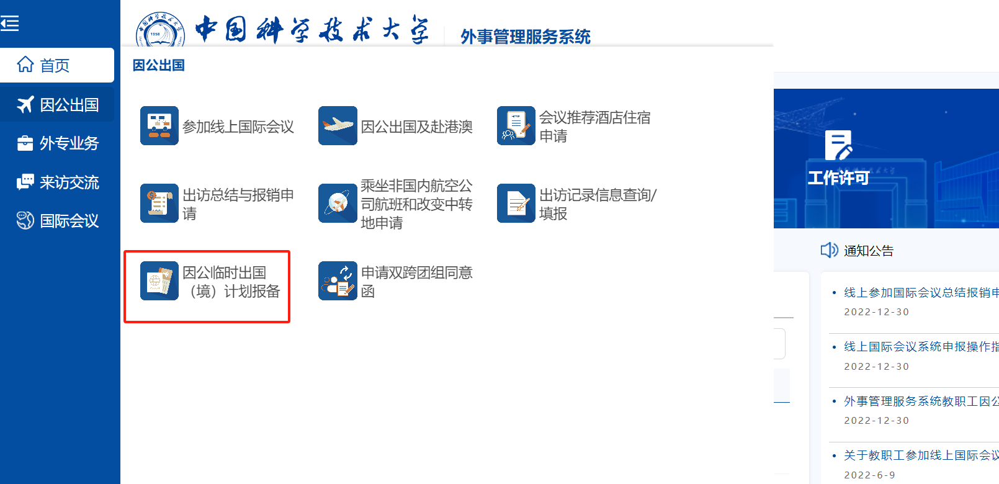 中国科学技术大学
1958
外事管理服务系统
首页
因公出国
外专业务
来访交流
国际会议
因公出国
参加线上国际会议
因公出国及赴港澳
会议推荐酒店住宿
申请
出访总结与报销申
请
乘坐非国内航空公
司航班和改变中转
地申请
出访记录信息查询/
填报
因公临时出国
（境）计划报备
申请双跨团组同意
函
中国科学技术大学
工作许可
通知公告
线上参加国际会议总结报销申
2022-12-30
线上国际会议系统申报操作指
2022-12-30
外事管理服务系统教职工因公
2022-12-30
关于教职工参加线上国际会议
2022-6-9